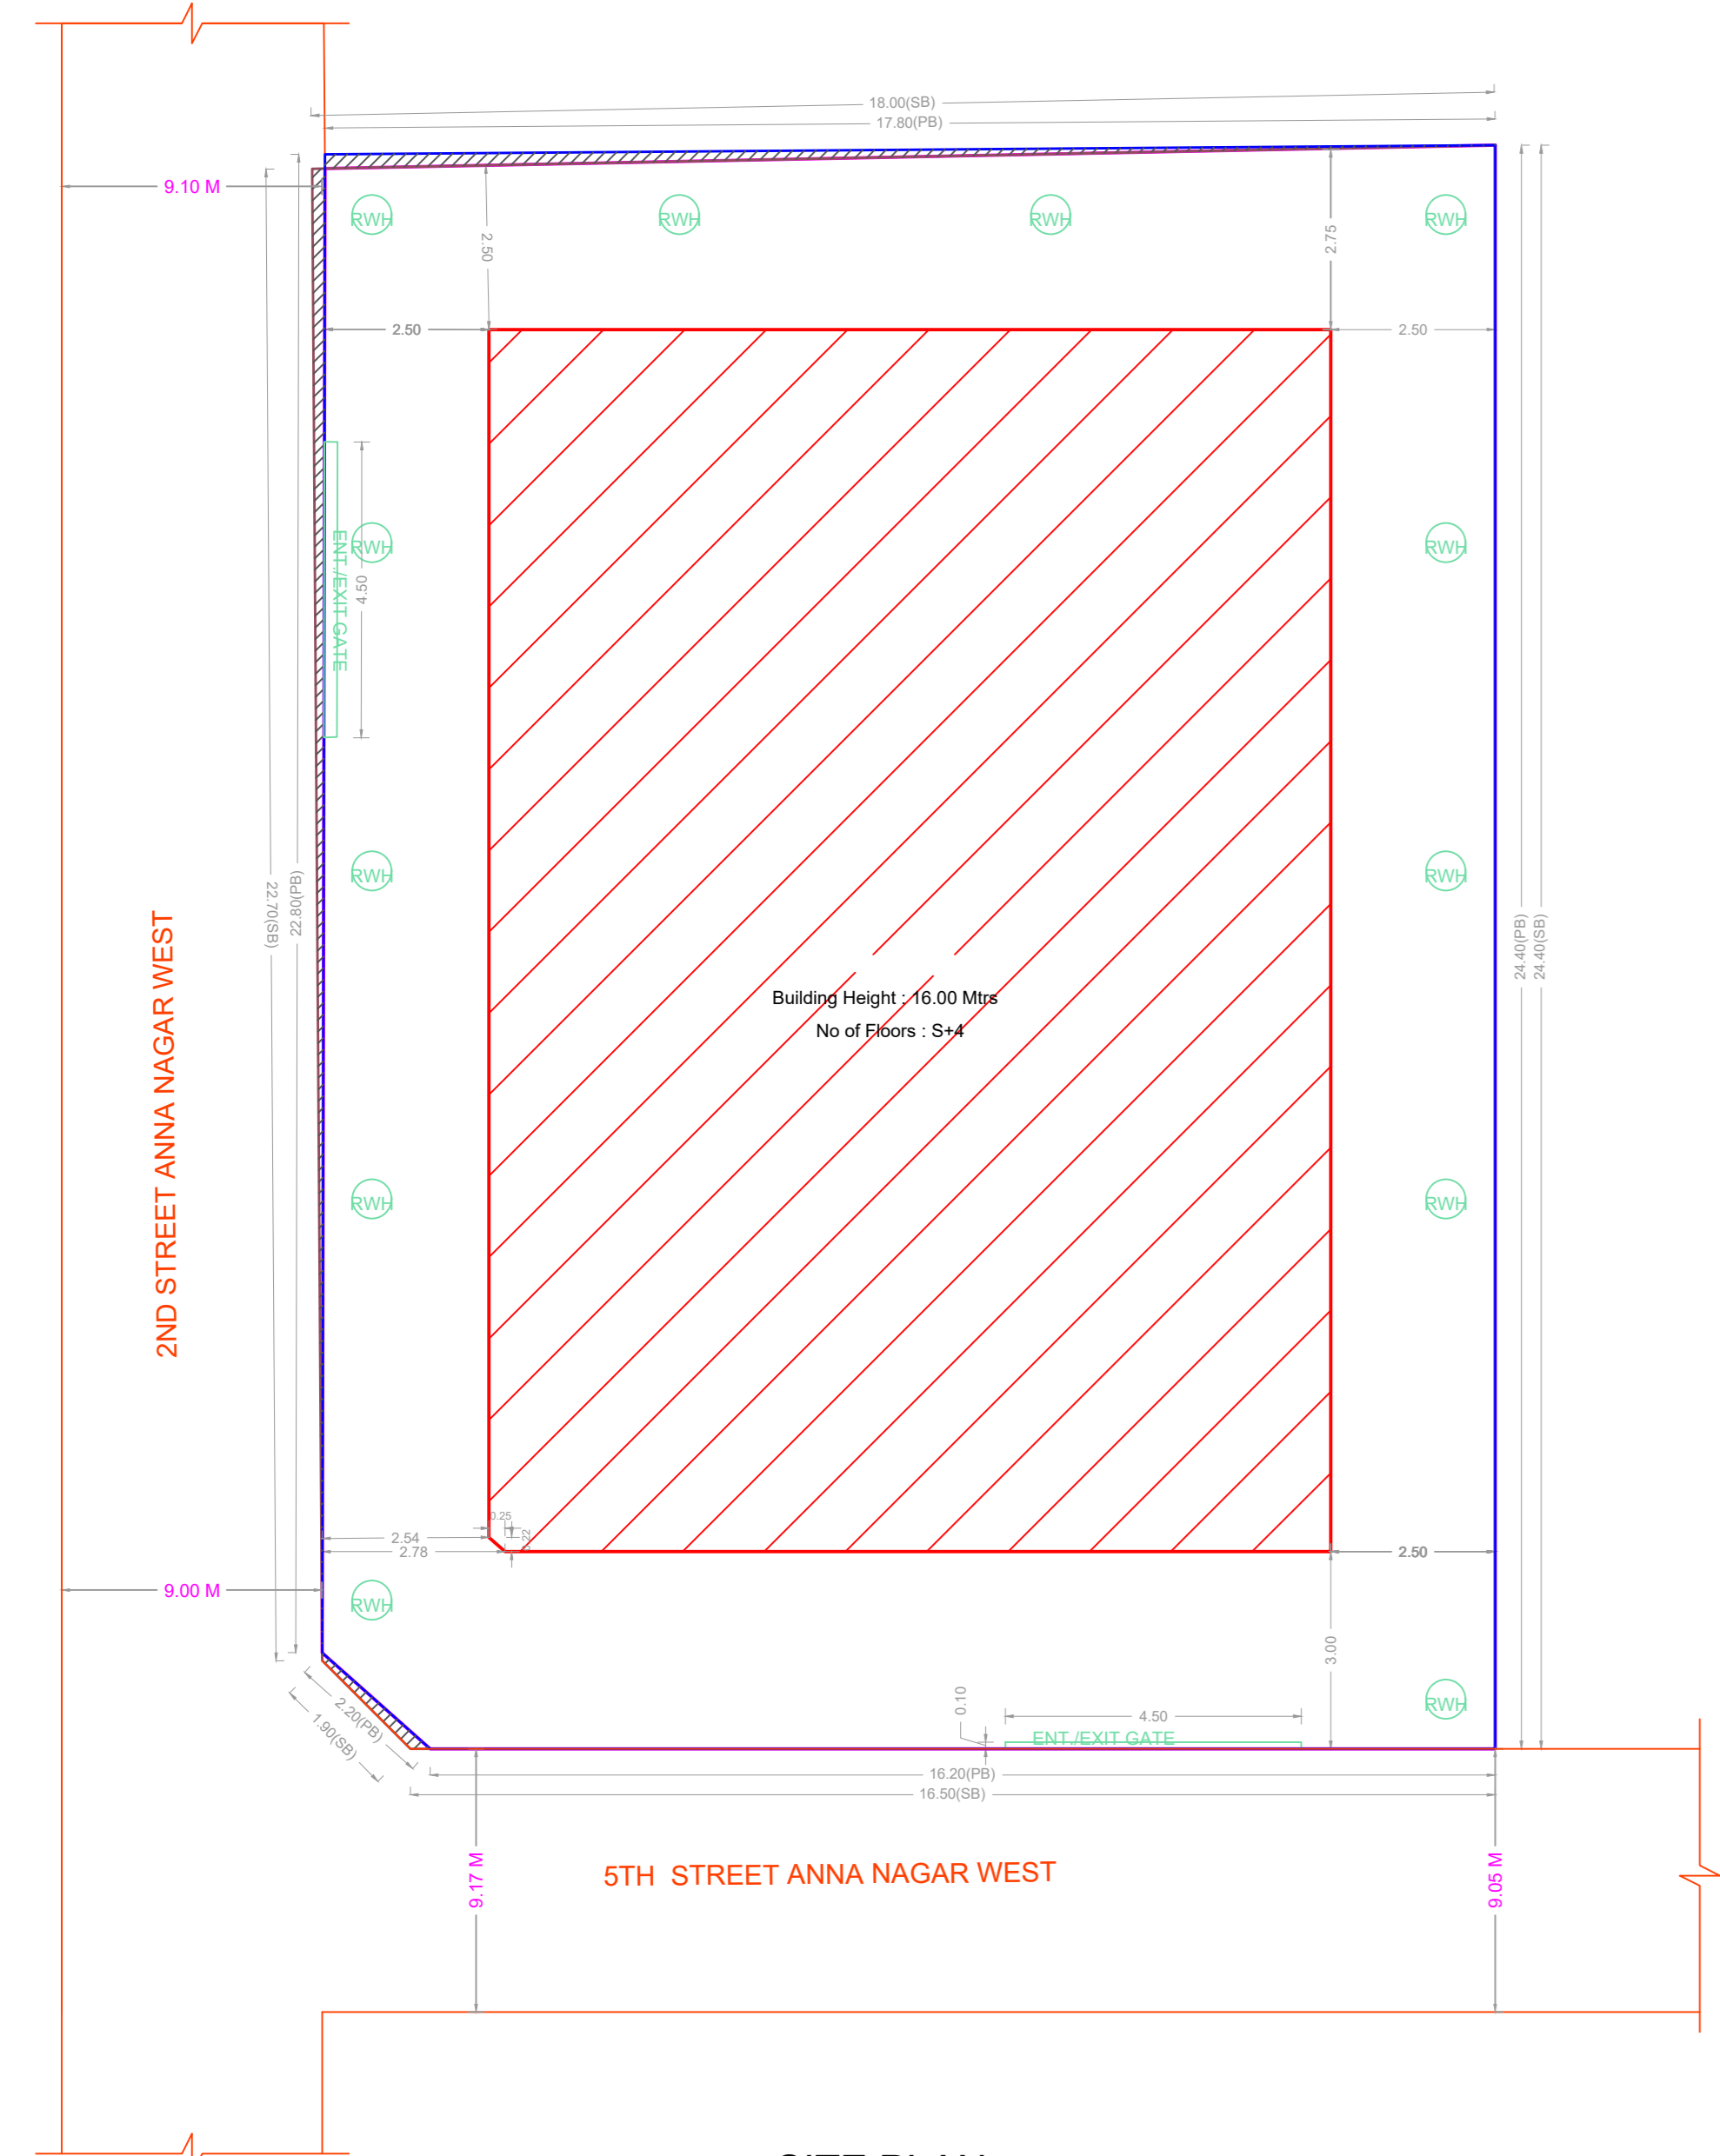 18.00(SB)
17.80(PB)
9.10 M
RWH
RWH
RWH
RWH
2.50
2.75
2.50
2.50
ENT./EXIT GATE
4.50
RWH
RWH
22.70(SB)
22.80(PB)
RWH
RWH
24.40(PB)
24.40(SB)
2ND STREET ANNA NAGAR WEST
Building Height : 16.00 Mtrs
No of Floors : S+4
RWH
RWH
0.25
2.54
2.78
2.50
9.00 M
RWH
3.00
2.20(PB)
1.90(SB)
0.10
4.50
RWH
ENT./EXIT GATE
16.20(PB)
16.50(SB)
9.17 M
5TH STREET ANNA NAGAR WEST
9.05 M
SITE PLAN